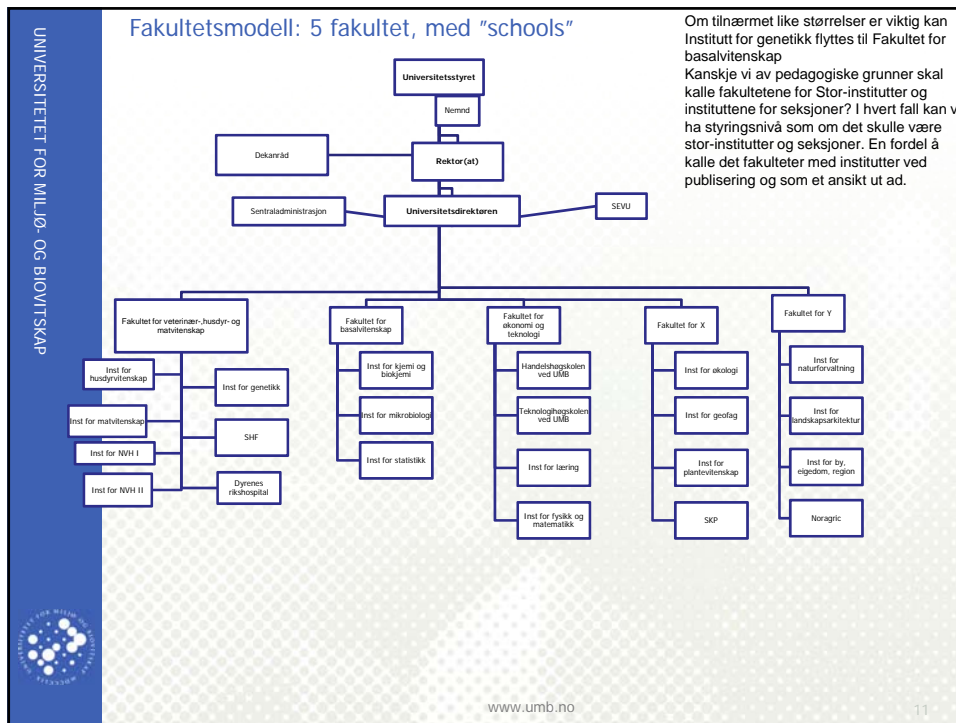 Fakultetsmodell: 5 fakultet, med "schools"
Om tilnærmet like størrelser er viktig kan
Institutt for genetikk flyttes til Fakultet for
basalvitenskap
Kanskje vi av pedagogiske grunner skal
kalle fakultetene for Stor-institutter og
instituttene for seksjoner? I hvert fall kan v
ha styringsnivå som om det skulle være
stor-institutter og seksjoner. En fordel å
kalle det fakulteter med institutter ved
publisering og som et ansikt ut ad.
UNIVERSITETET FOR MILJØ- OG BIOVITSKAP
Universitetsstyret
Nemnd
Dekanråd
Rektor(at)
Sentraladministrasjon
Universitetsdirektøren
SEVU
Fakultet for veterinær-,husdyr- og
matvitenskap
Inst for
husdyrvitenskap
Inst for genetikk
Inst for matvitenskap
SHF
Inst for NVH I
Inst for NVH II
Dyrenes
rikshospital
Fakultet for
basalvitenskap
Inst for kjemi og
biokjemi
Inst for mikrobiologi
Inst for statistikk
Fakultet for
økonomi og
teknologi
Handelshøgskolen
ved UMB
Teknologihøgskolen
ved UMB
Inst for læring
Inst for fysikk og
matematikk
Fakultet for X
Inst for økologi
Inst for geofag
Inst for
plantevitenskap
SKP
Fakultet for Y
Inst for
naturforvaltning
Inst for
landskapsarkitektur
Inst for by,
eigedom, region
Noragric
www.umb.no
11